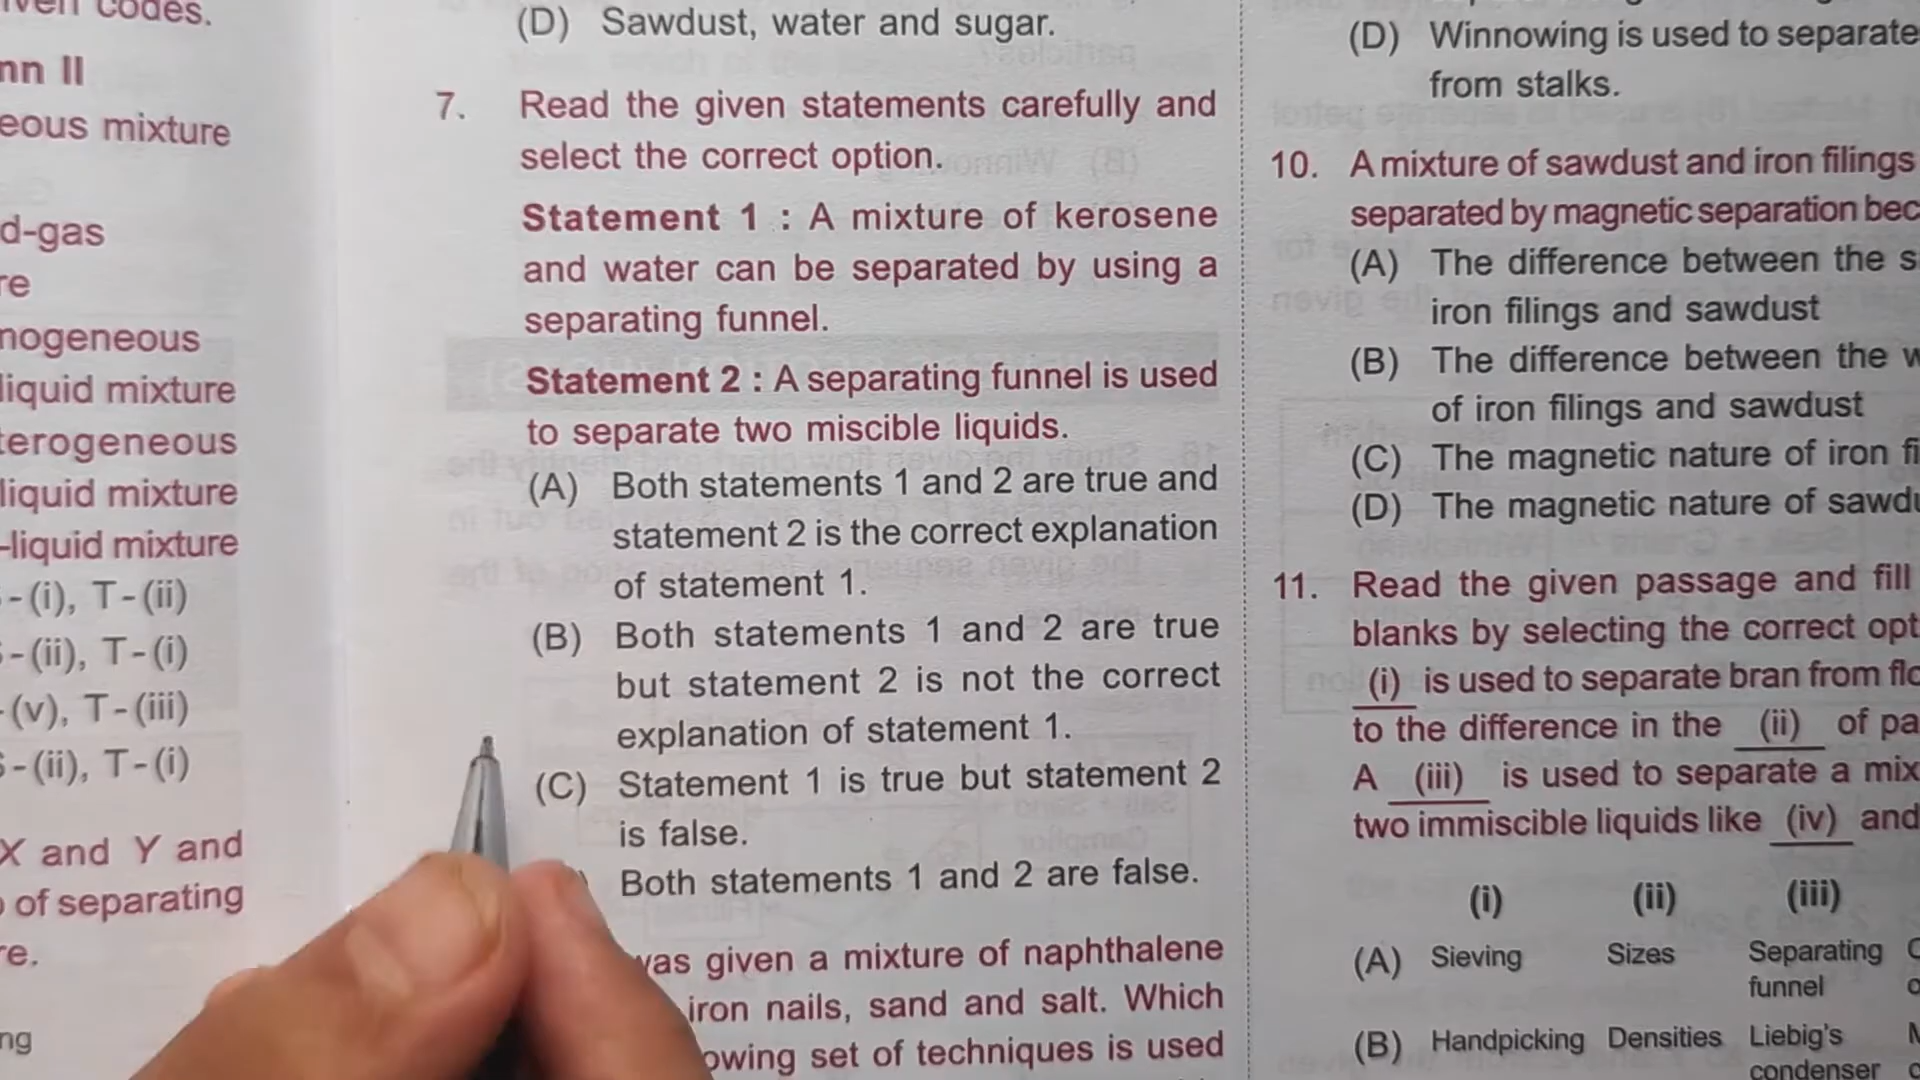 codes.
nn II
eous mixture
d-gas
re
nogeneous
liquid mixture
terogeneous
liquid mixture
-liquid mixture
-(i), T-(ii)
-(ii), T-(i)
-(v), T-(iii)
-(ii), T-(i)
X and Y and
of separating
re.
ng
(D) Sawdust, water and sugar.
7. Read the given statements carefully and
select the correct option.
Statement 1 : A mixture of kerosene
and water can be separated by using a
separating funnel.
Statement 2 : A separating funnel is used
to separate two miscible liquids.
(A) Both statements 1 and 2 are true and
statement 2 is the correct explanation
of statement 1.
(B) Both statements 1 and 2 are true
but statement 2 is not the correct
explanation of statement 1.
(C) Statement 1 is true but statement 2
is false.
Both statements 1 and 2 are false.
was given a mixture of naphthalene
iron nails, sand and salt. Which
owing set of techniques is used
(D) Winnowing is used to separate
from stalks.
10. A mixture of sawdust and iron filings
separated by magnetic separation bec
(A) The difference between the s
iron filings and sawdust
(B) The difference between the w
of iron filings and sawdust
(C) The magnetic nature of iron fi
(D) The magnetic nature of sawdu
11. Read the given passage and fill
blanks by selecting the correct opt
(i) is used to separate bran from flo
to the difference in the (ii) of pa
A (iii) is used to separate a mix
two immiscible liquids like (iv) and
(i) (ii) (iii)
(A) Sieving Sizes Separating
funnel
(B) Handpicking Densities Liebig's
condenser